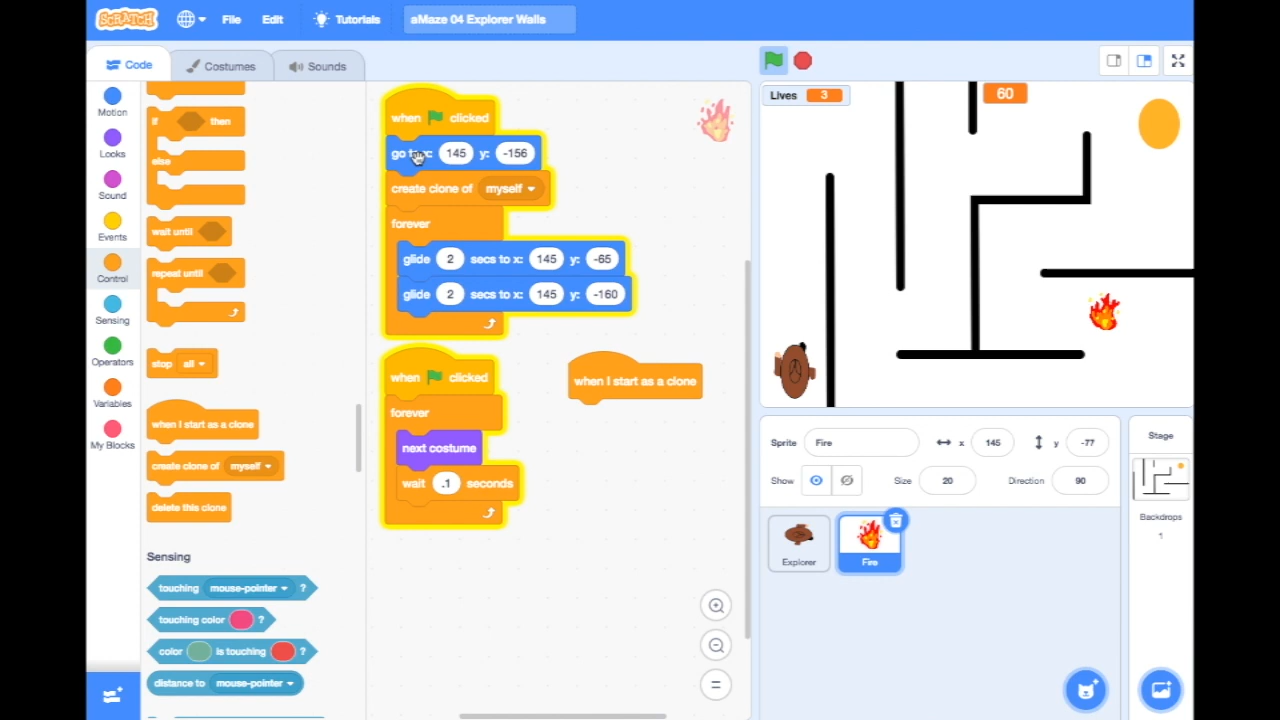 SCRATCH
File
Edit
Tutorials
aMaze 04 Explorer Walls
Code
Costumes
Sounds
Motion
Looks
Sound
Events
Control
Sensing
Operators
Variables
My Blocks
if then
else
wait until
repeat until
stop all
when I start as a clone
create clone of myself
delete this clone
Sensing
touching mouse-pointer ?
touching color ?
color is touching ?
distance to mouse-pointer
when clicked
go to x: 145 y: -156
create clone of myself
forever
glide 2 secs to x: 145 y: -65
glide 2 secs to x: 145 y: -160
when clicked
forever
next costume
wait .1 seconds
when I start as a clone
Lives 3
60
Sprite Fire x 145 y -77
Show Size 20 Direction 90
Explorer
Fire
Stage
Backdrops
1